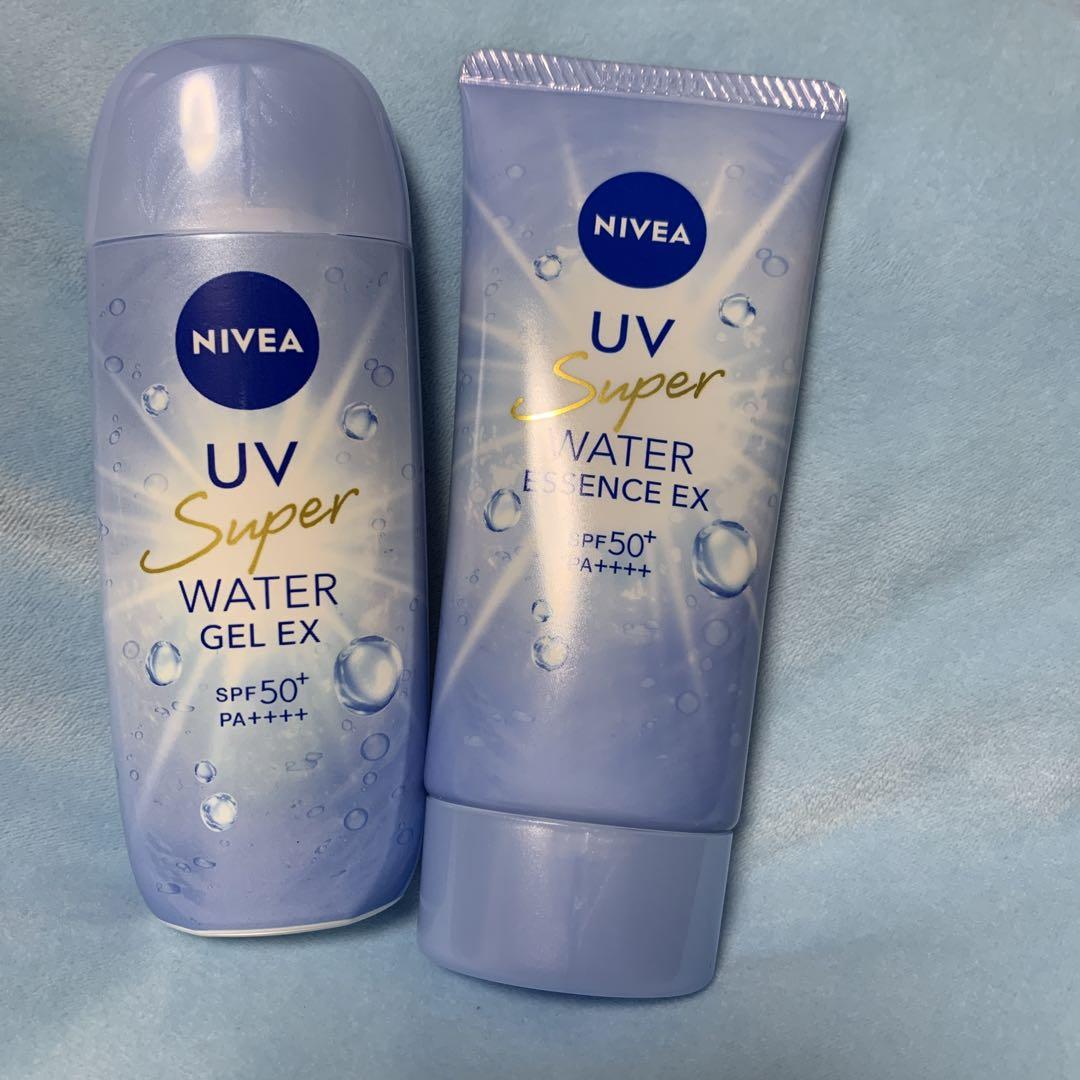 NIVEA
UV
Super
WATER
GEL EX
SPF50+
PA++++
NIVEA
UV
Super
WATER
ESSENCE EX
SPF50+
PA++++